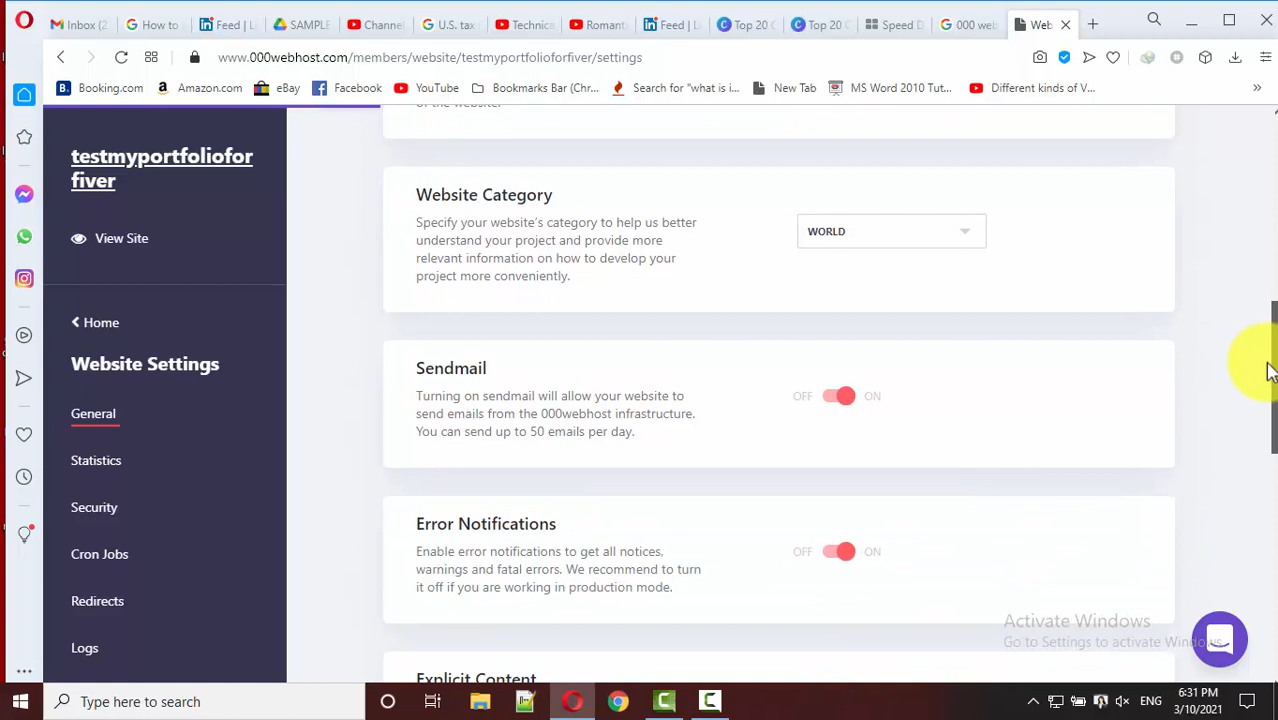 Inbox (2
How to
Feed | Li
SAMPLE
Channel
U.S. tax
Technica
Romant
Feed | Li
Top 20 C
Top 20 C
Speed D
000 web
Web
www.000webhost.com/members/website/testmyportfolioforfiver/settings
Booking.com
Amazon.com
eBay
Facebook
YouTube
Bookmarks Bar (Chr...
Search for "what is i...
New Tab
MS Word 2010 Tut...
Different kinds of V...
»
testmyportfoliofor
fiver
View Site
Home
Website Settings
General
Statistics
Security
Cron Jobs
Redirects
Logs
of the website.
Website Category
Specify your website's category to help us better
understand your project and provide more
relevant information on how to develop your
project more conveniently.
WORLD
Sendmail
Turning on sendmail will allow your website to
send emails from the 000webhost infrastructure.
You can send up to 50 emails per day.
OFF ON
Error Notifications
Enable error notifications to get all notices,
warnings and fatal errors. We recommend to turn
it off if you are working in production mode.
OFF ON
Explicit Content
Activate Windows
Go to Settings to activate Windows.
Type here to search
ENG
6:31 PM
3/10/2021